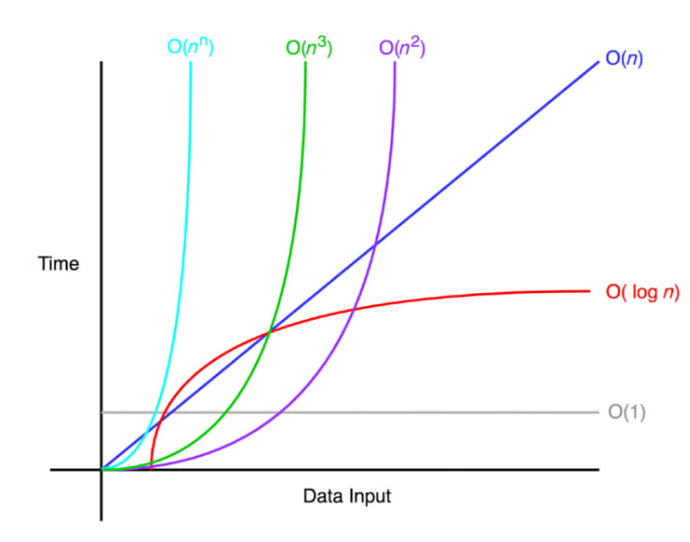 O(nⁿ)
O(n³)
O(n²)
O(n)
Time
O( log n)
O(1)
Data Input